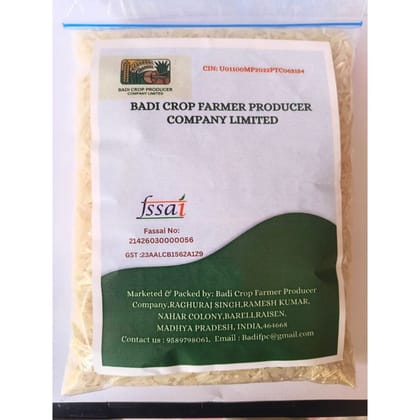 CIN: U01100MP2022PTC063184
BADI CROP PRODUCER
COMPANY LIMITED
BADI CROP FARMER PRODUCER
COMPANY LIMITED
fssai
Fassai No:
21426030000056
GST :23AALCB1562A1Z9
Marketed & Packed by: Badi Crop Farmer Producer
Company,RAGHURAJ SINGH,RAMESH KUMAR,
NAHAR COLONY,BARELI,RAISEN.
MADHYA PRADESH, INDIA,464668
Contact us : 9589798061, Email : Badifpc@gmail.com